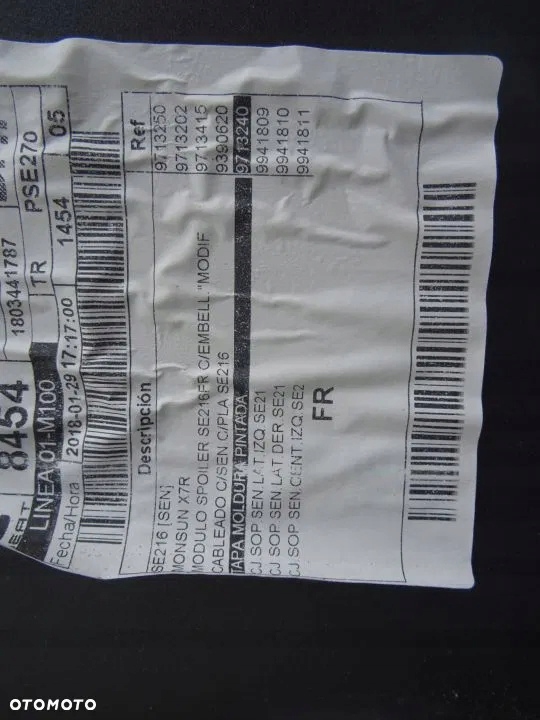 8454
1803441787
SEAT
LINEA 01-M100
TR
PSE270
Fecha/Hora
2018-01-29 17:17:00
1454
05
Descripción Ref
SE216 [SEN] 9713250
MONSUN X7R 9713202
MODULO SPOILER SE216FR C/EMBELL. "MODIF 9713415
CABLEADO C/SEN C/PLA SE216 9390620
TAPA MOLDURA PINTADA 9713240
CJ SOP.SEN.LAT.IZQ.SE21 9941809
CJ SOP.SEN.LAT.DER.SE21 9941810
CJ SOP.SEN.CENT.IZQ.SE2 9941811
FR
OTOMOTO